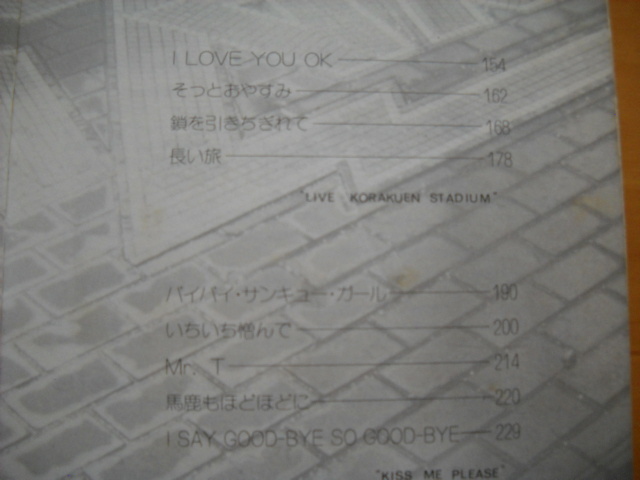 I LOVE YOU OK 154
そっとおやすみ 162
鎖を引きちぎれて 168
長い旅 178
"LIVE KORAKUEN STADIUM"
バイバイ・サンキュー・ガール 190
いちいち憎んで 200
Mr. T 214
馬鹿もほどほどに 220
I SAY GOOD-BYE SO GOOD-BYE 229
"KISS ME PLEASE"